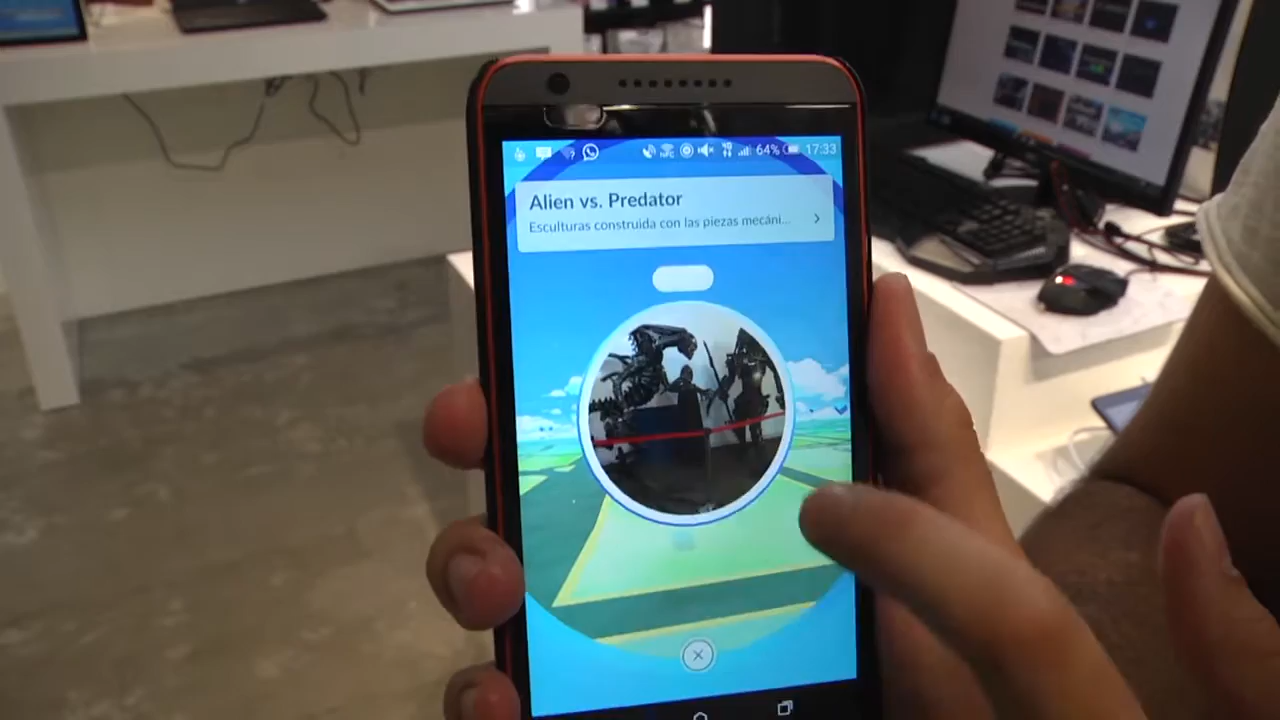 64% 17:33
Alien vs. Predator
Esculturas construida con las piezas mecáni...